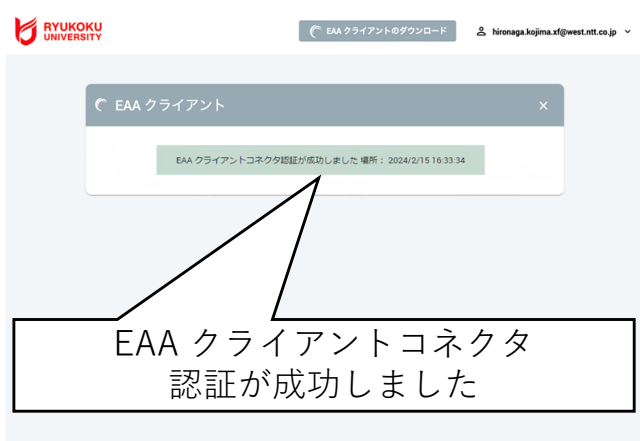 RYUKOKU
UNIVERSITY
EAA クライアントのダウンロード
hironaga.kojima.xf@west.ntt.co.jp
EAA クライアント
EAA クライアントコネクタ認証が成功しました 場所： 2024/2/15 16:33:34
EAA クライアントコネクタ
認証が成功しました